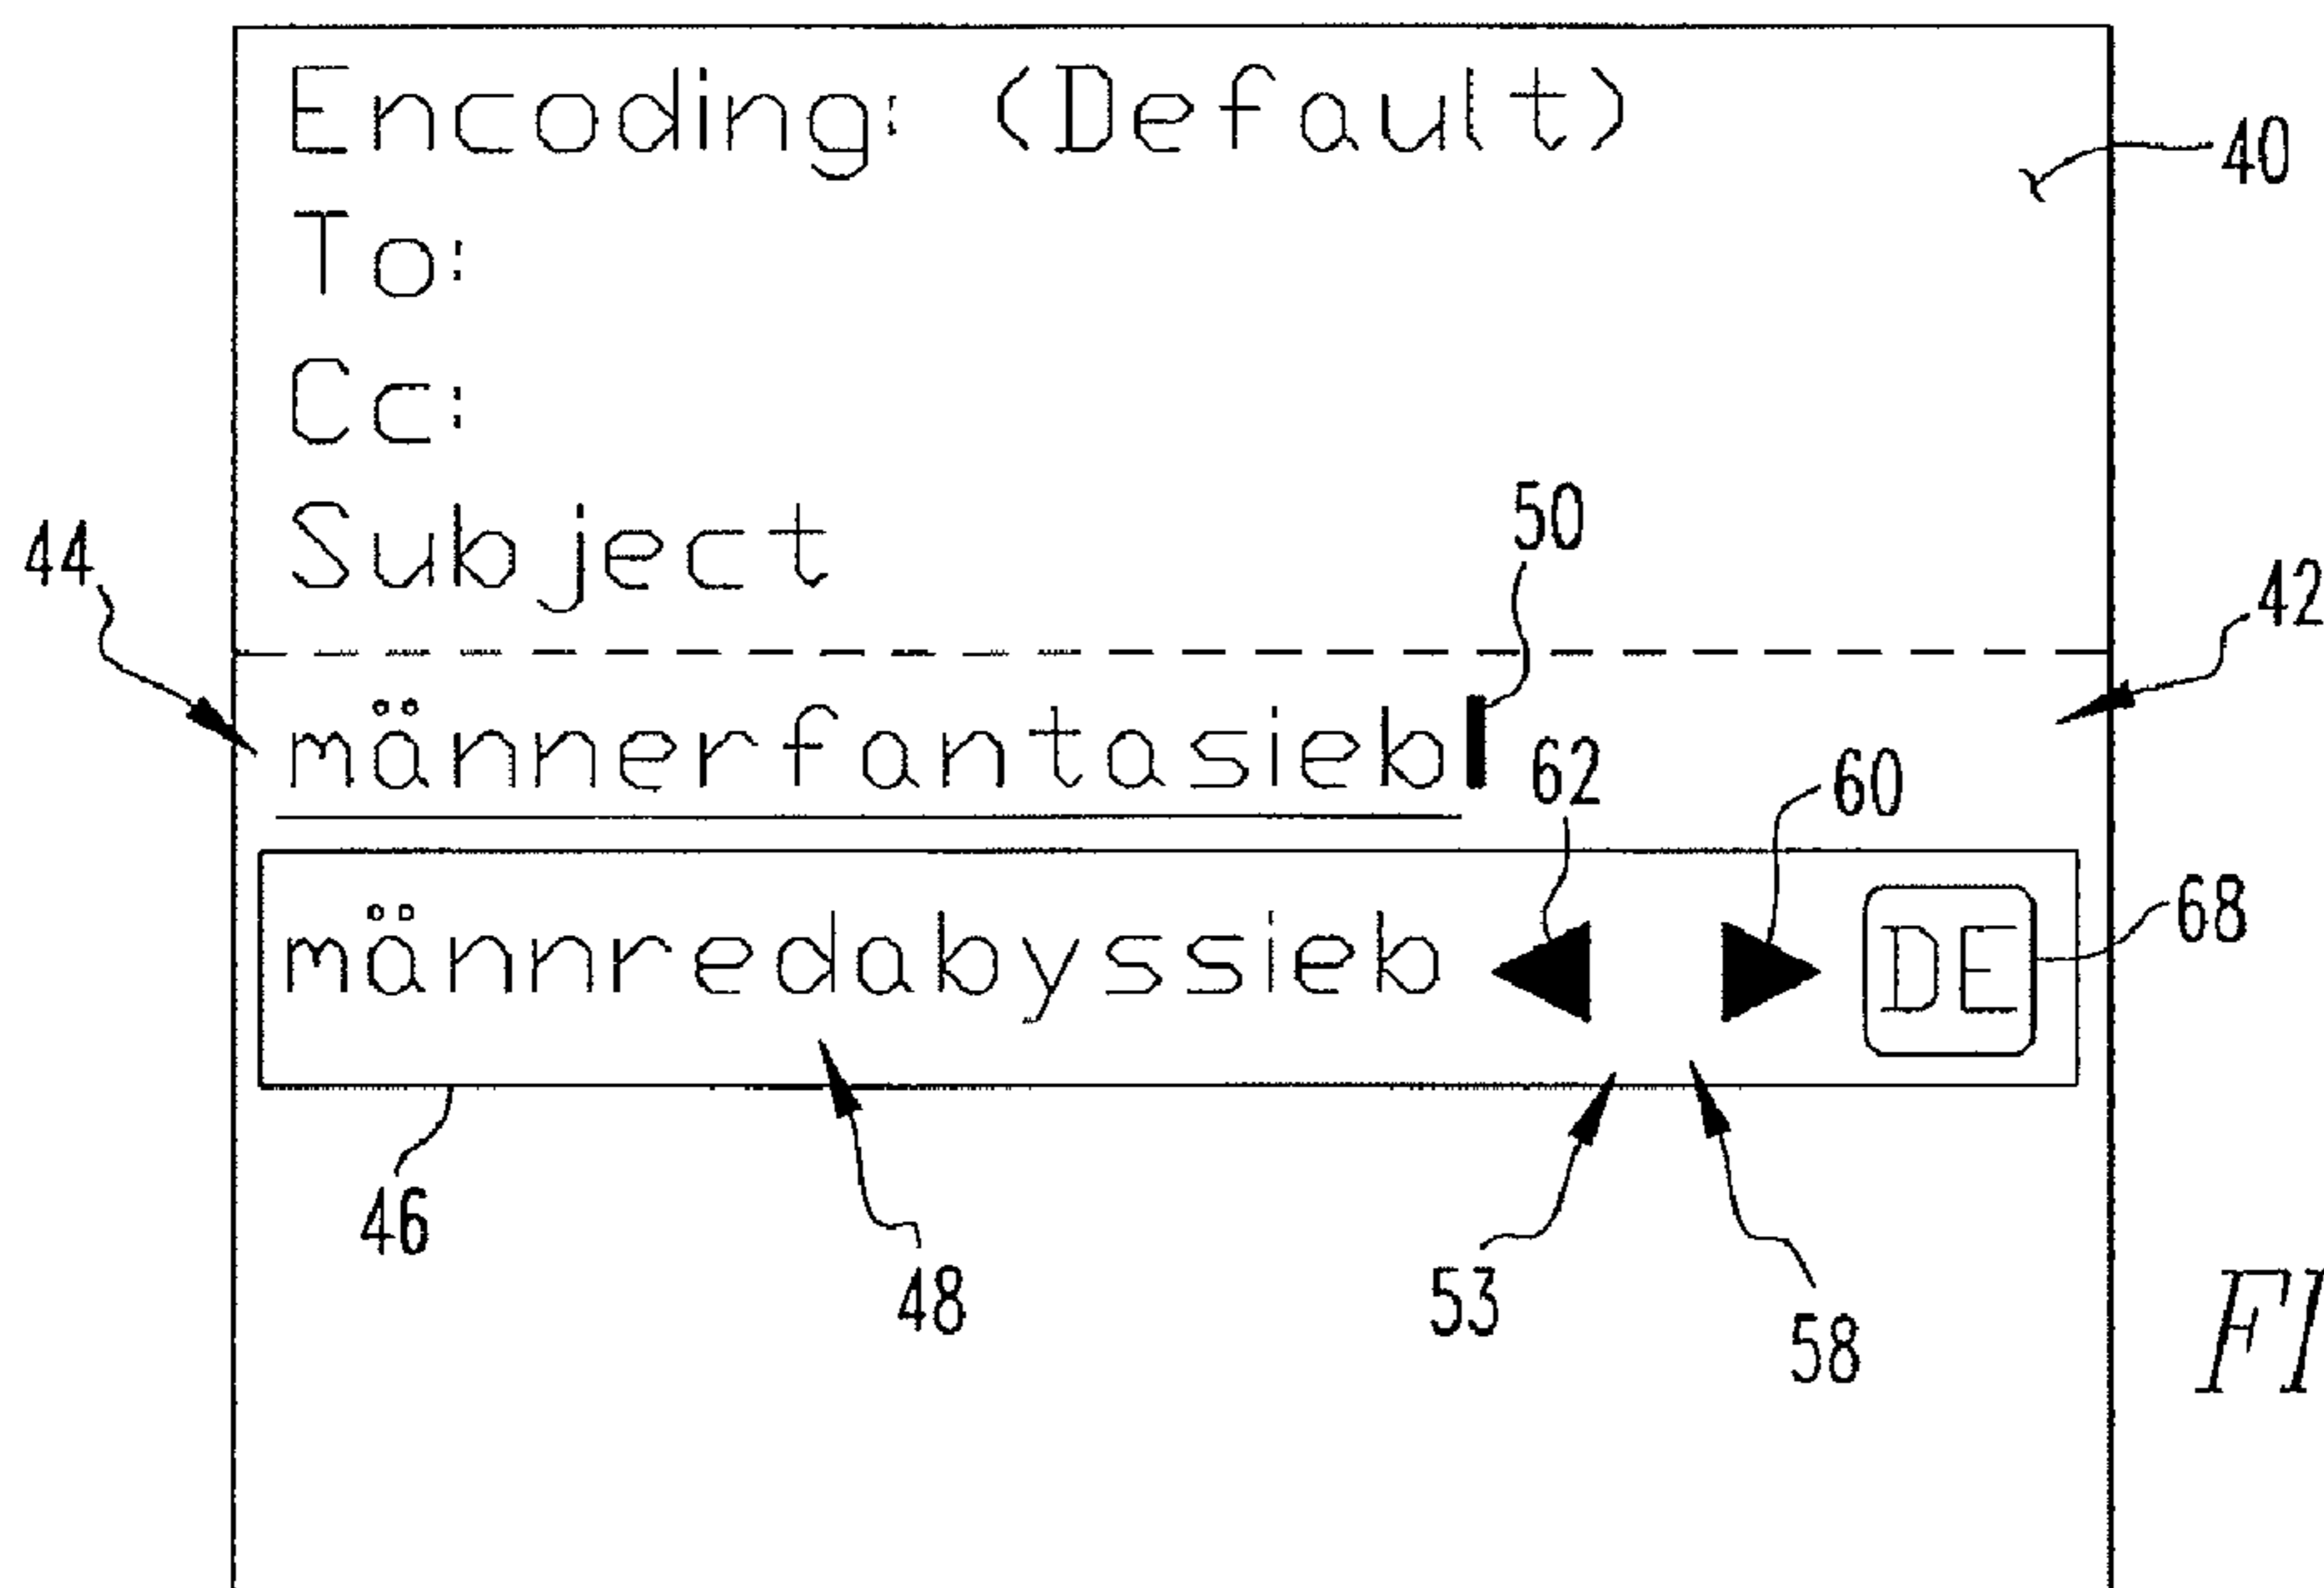 Encoding: (Default)
40
To:
Cc:
Subject
50
44
42
männerfantasieb
62
60
männredabyssieb
DE
68
46
48
53
58
FI